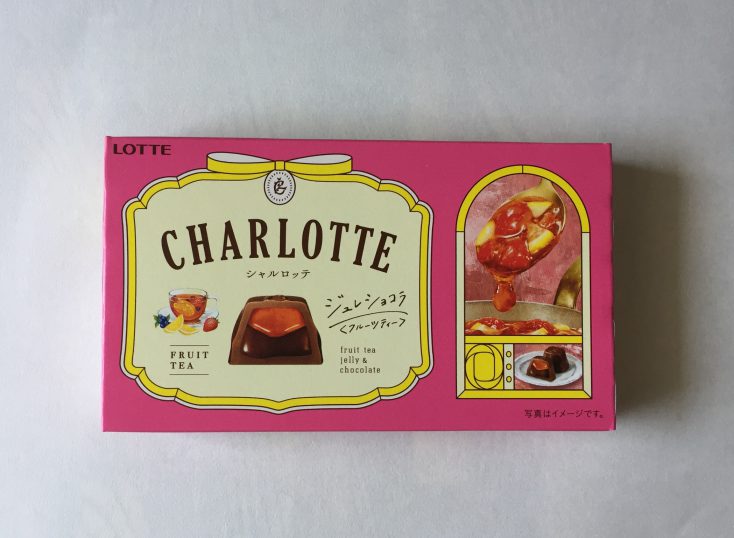 LOTTE
CHARLOTTE
シャルロッテ
ジュレショコラ
<フルーツティー>
FRUIT
TEA
fruit tea
jelly &
chocolate
写真はイメージです。